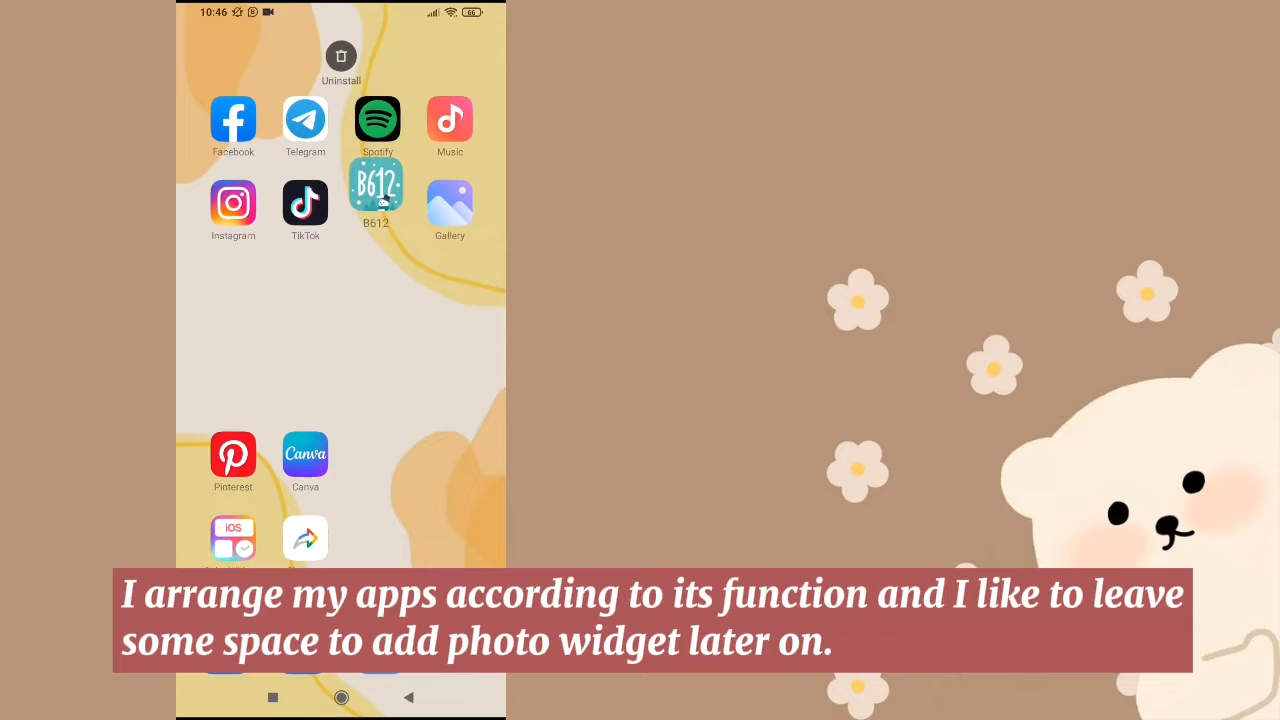 10:46
66
Uninstall
Facebook
Telegram
Spotify
Music
B612
Instagram
TikTok
B612
Gallery
Canva
Pinterest
Canva
iOS
I arrange my apps according to its function and I like to leave
some space to add photo widget later on.